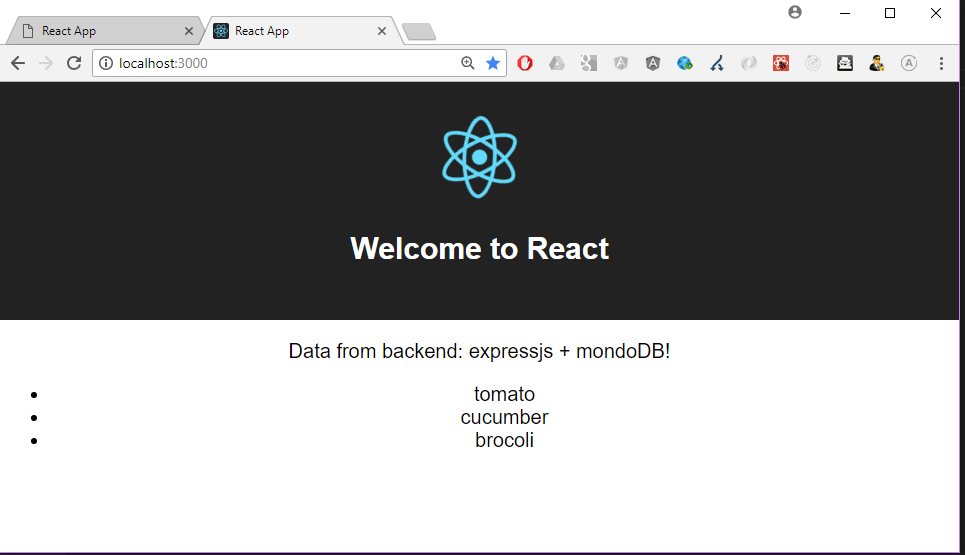 React App
React App
localhost:3000
Welcome to React
Data from backend: expressjs + mondoDB!
tomato
cucumber
brocoli